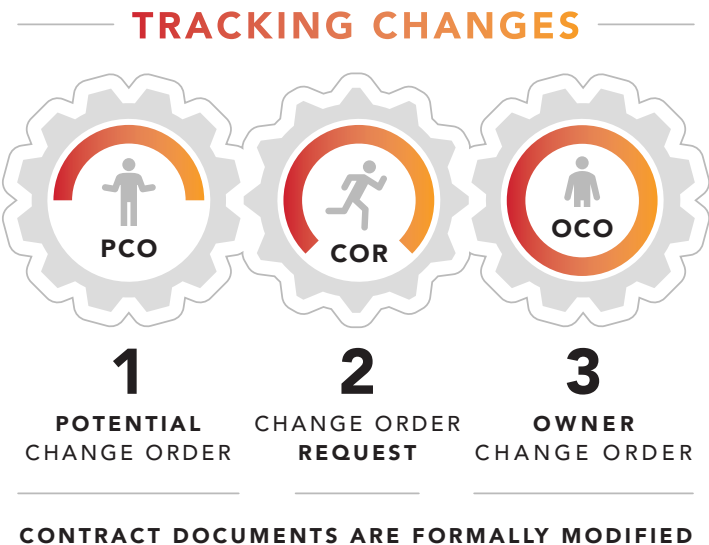 TRACKING CHANGES
PCO
COR
OCO
1
2
3
POTENTIAL
CHANGE ORDER
CHANGE ORDER
REQUEST
OWNER
CHANGE ORDER
CONTRACT DOCUMENTS ARE FORMALLY MODIFIED